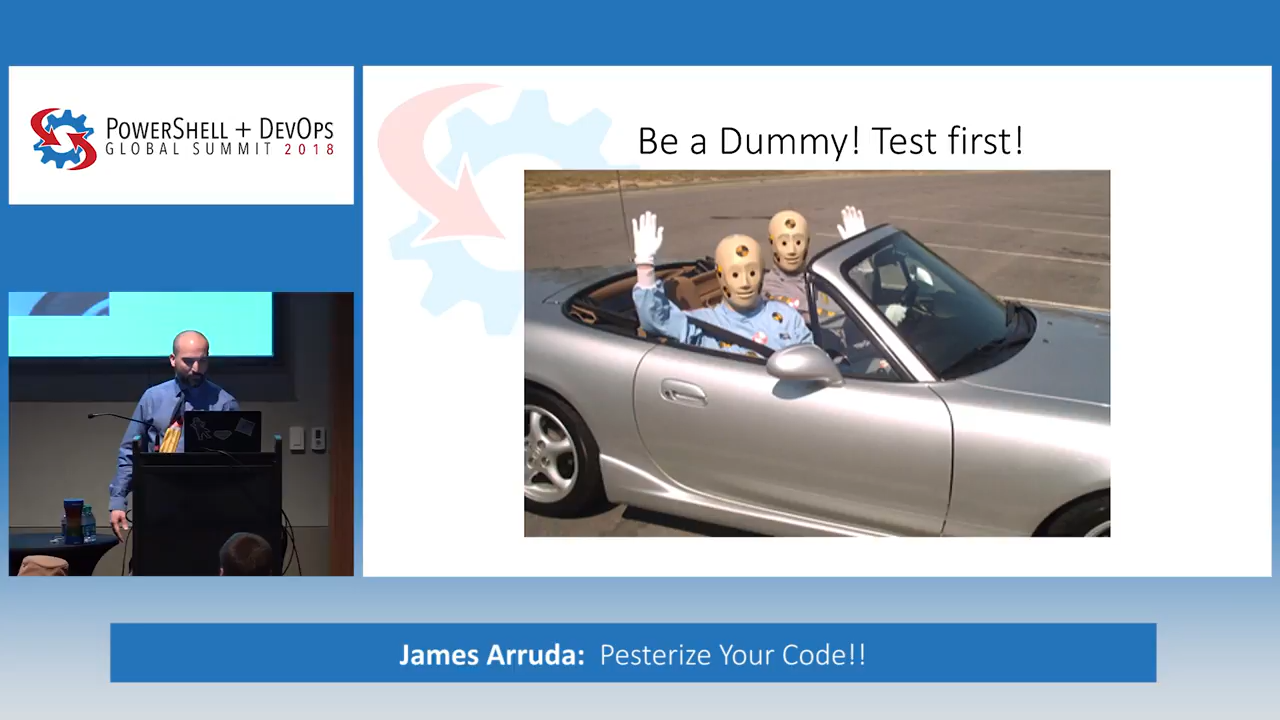 POWERSHELL + DEVOPS
GLOBAL SUMMIT 2018
Be a Dummy! Test first!
James Arruda: Pesterize Your Code!!